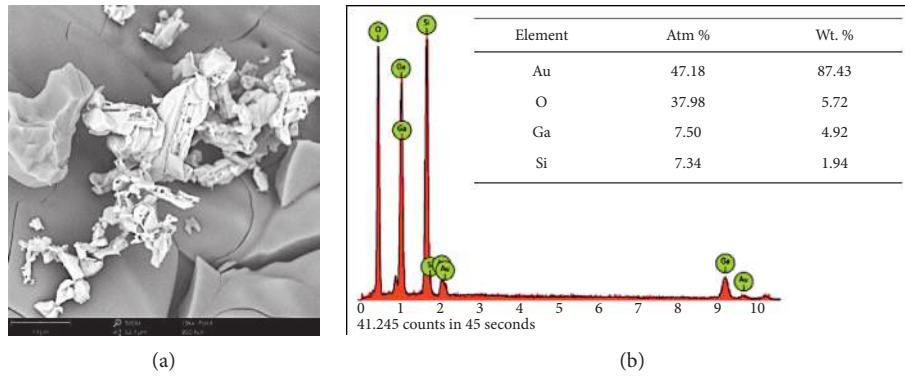 O
Ga
Ga
Si
Si
Au
Ga
Au
Element Atm % Wt. %
Au 47.18 87.43
O 37.98 5.72
Ga 7.50 4.92
Si 7.34 1.94
0 1 2 3 4 5 6 7 8 9 10
41.245 counts in 45 seconds
(a)
(b)